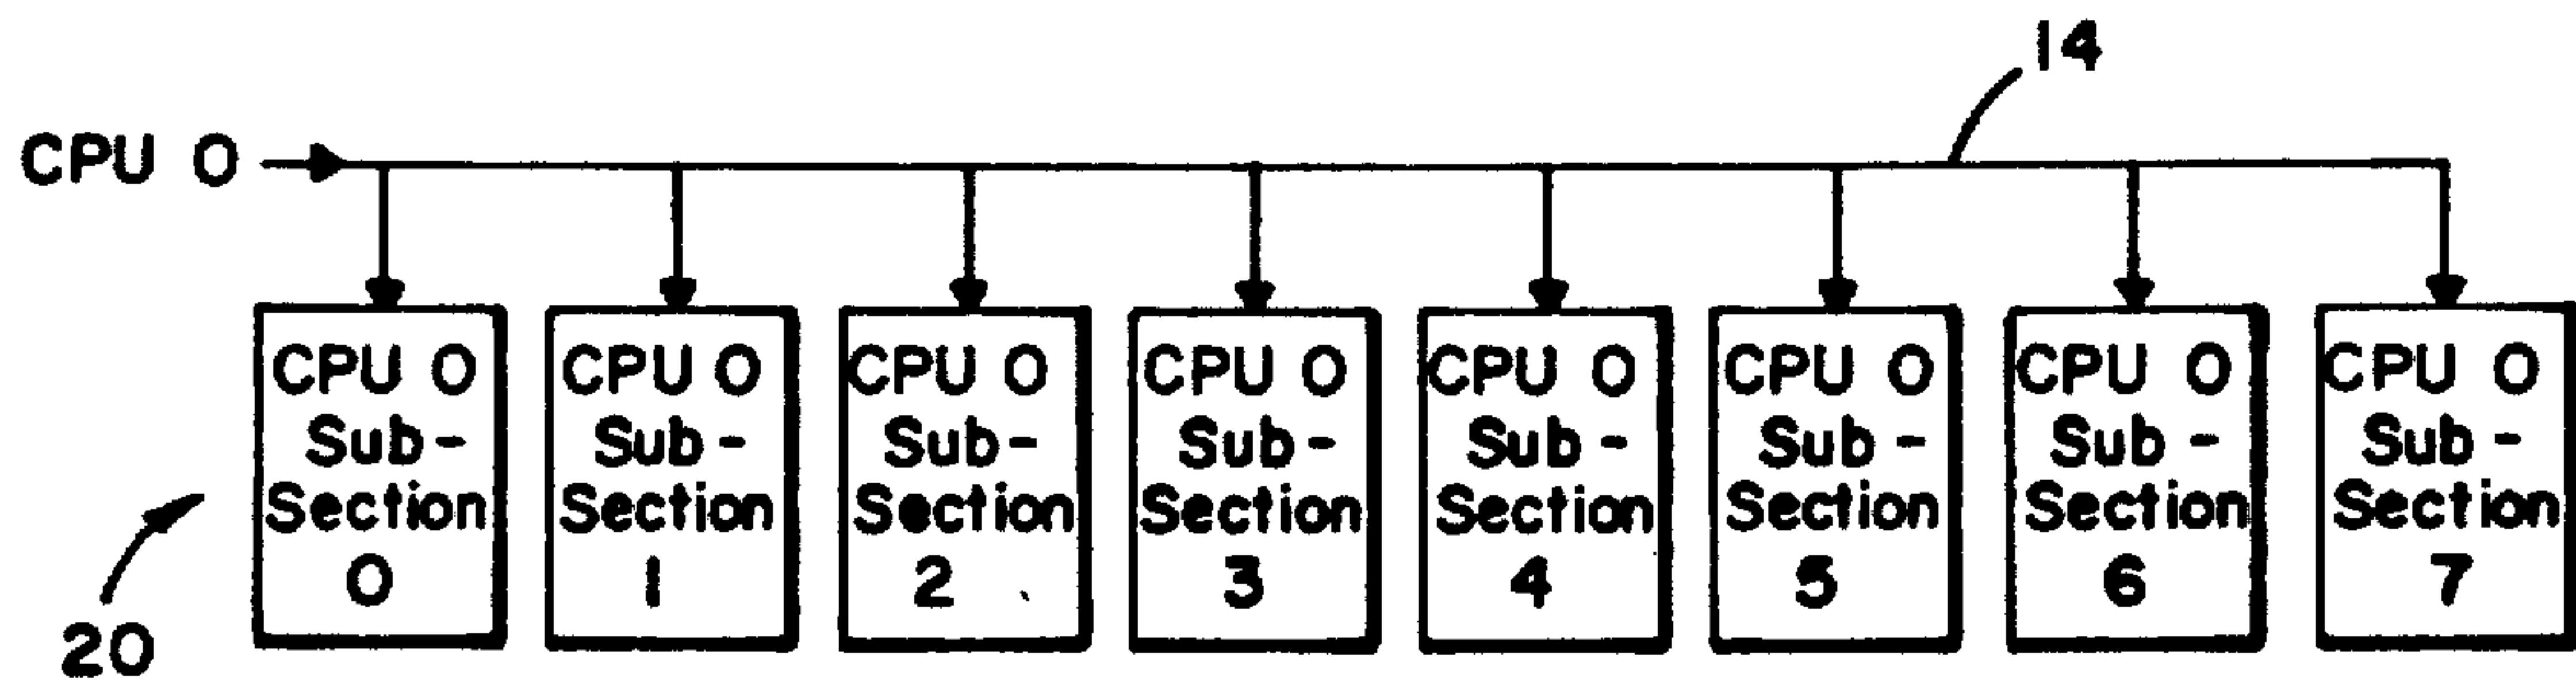 14
CPU 0
CPU 0
Sub-
Section
0
CPU 0
Sub-
Section
1
CPU 0
Sub-
Section
2
CPU 0
Sub-
Section
3
CPU 0
Sub-
Section
4
CPU 0
Sub-
Section
5
CPU 0
Sub-
Section
6
CPU 0
Sub-
Section
7
20